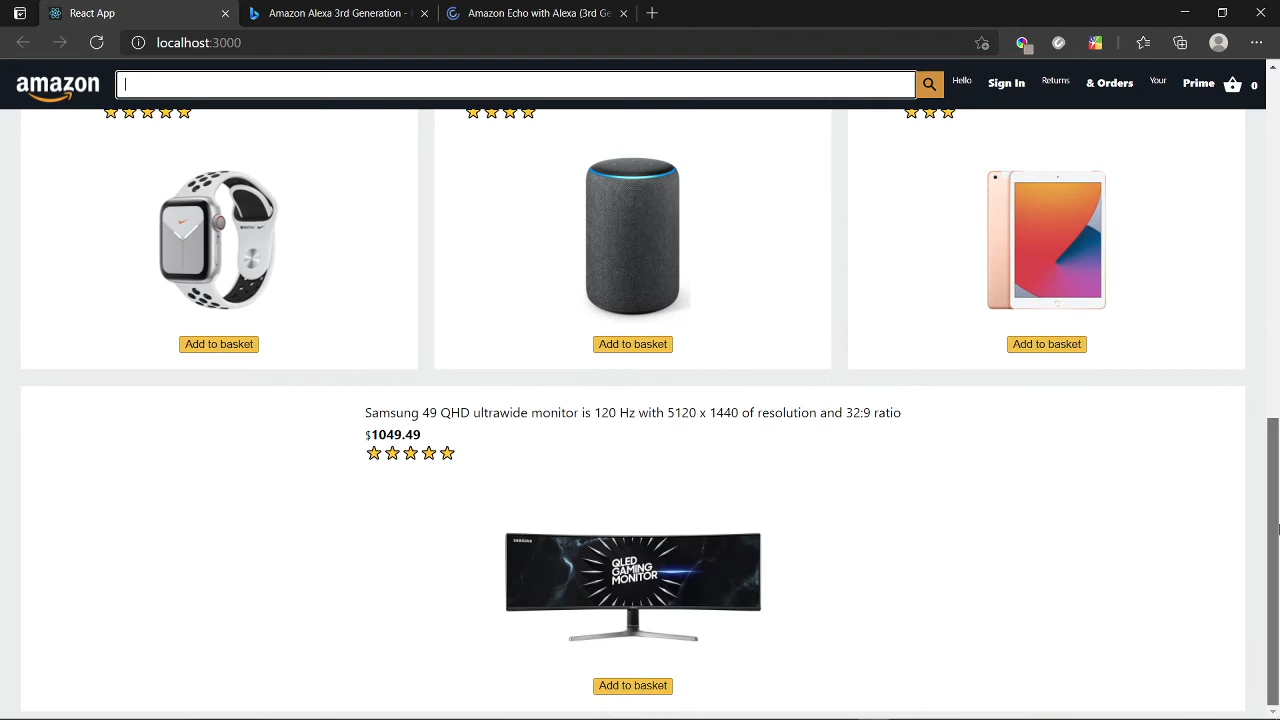 React App
Amazon Alexa 3rd Generation - 
Amazon Echo with Alexa (3rd Ge
localhost:3000
amazon
Hello
Sign In
Returns
& Orders
Your
Prime
0
Add to basket
Add to basket
Add to basket
Samsung 49 QHD ultrawide monitor is 120 Hz with 5120 x 1440 of resolution and 32:9 ratio
$1049.49
SAMSUNG
QLED
GAMING
MONITOR
Add to basket